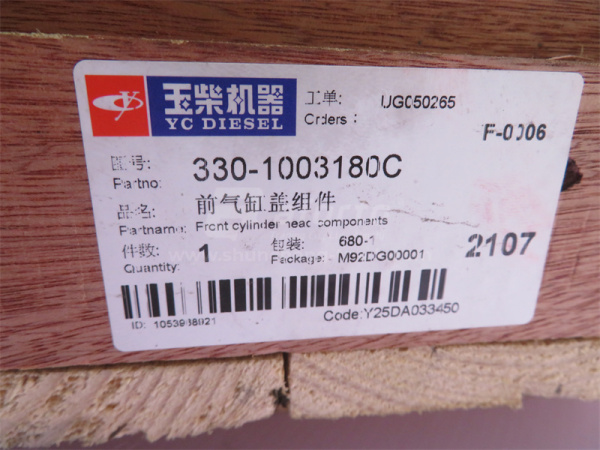 玉柴机器
YC DIESEL
工单: UG050265
Orders:
F-0006
图号:
Partno: 330-1003180C
品名: 前气缸盖组件
Partname: Front cylinder head components
件数: 1 包装: 680-1
Quantity: Package: M92DG00001
2107
ID: 1053988921
Code:Y25DA033450